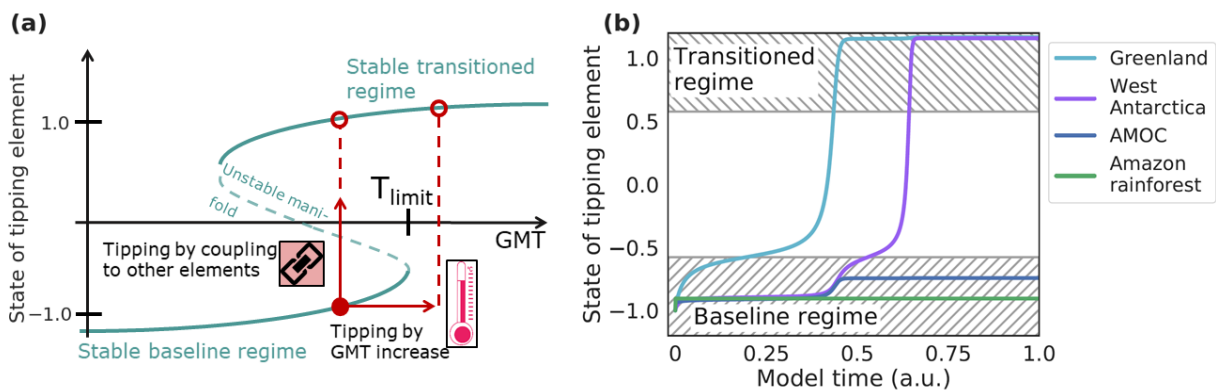 (a)
State of tipping element
1.0
−1.0
Stable transitioned
regime
Unstable mani-
fold
T_limit
GMT
Tipping by coupling
to other elements
Tipping by
GMT increase
Stable baseline regime
(b)
State of tipping element
1.0
0.5
0.0
−0.5
−1.0
Transitioned
regime
Baseline regime
0
0.25
0.5
0.75
1.0
Model time (a.u.)
Greenland
West
Antarctica
AMOC
Amazon
rainforest